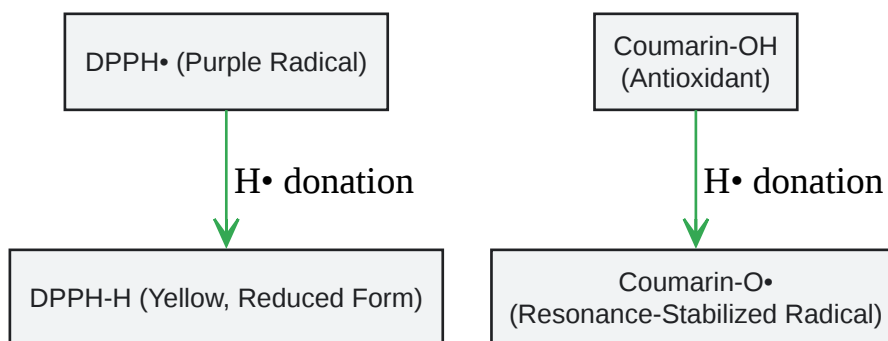 DPPH• (Purple Radical)
Coumarin-OH
(Antioxidant)
H• donation
H• donation
DPPH-H (Yellow, Reduced Form)
Coumarin-O•
(Resonance-Stabilized Radical)